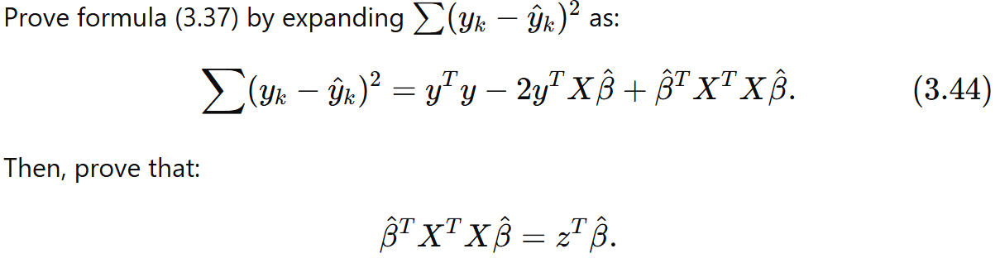 Prove formula (3.37) by expanding $\sum (y_k - \hat{y}_k)^2$ as:
$\sum (y_k - \hat{y}_k)^2 = y^T y - 2y^T X\hat{\beta} + \hat{\beta}^T X^T X\hat{\beta}.$ (3.44)
Then, prove that:
$\hat{\beta}^T X^T X\hat{\beta} = z^T \hat{\beta}.$